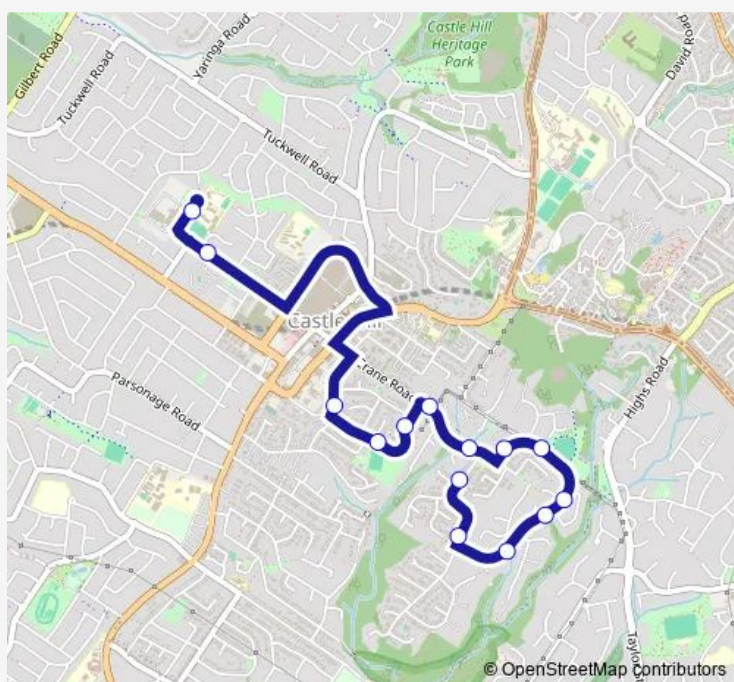 Castle Hill
Heritage
Park
David Road
Gilbert Road
Yaringa Road
Tuckwell Road
Tuckwell Road
Castle Hill
Crane Road
Parsonage Road
Highs Road
© OpenStreetMap contributors